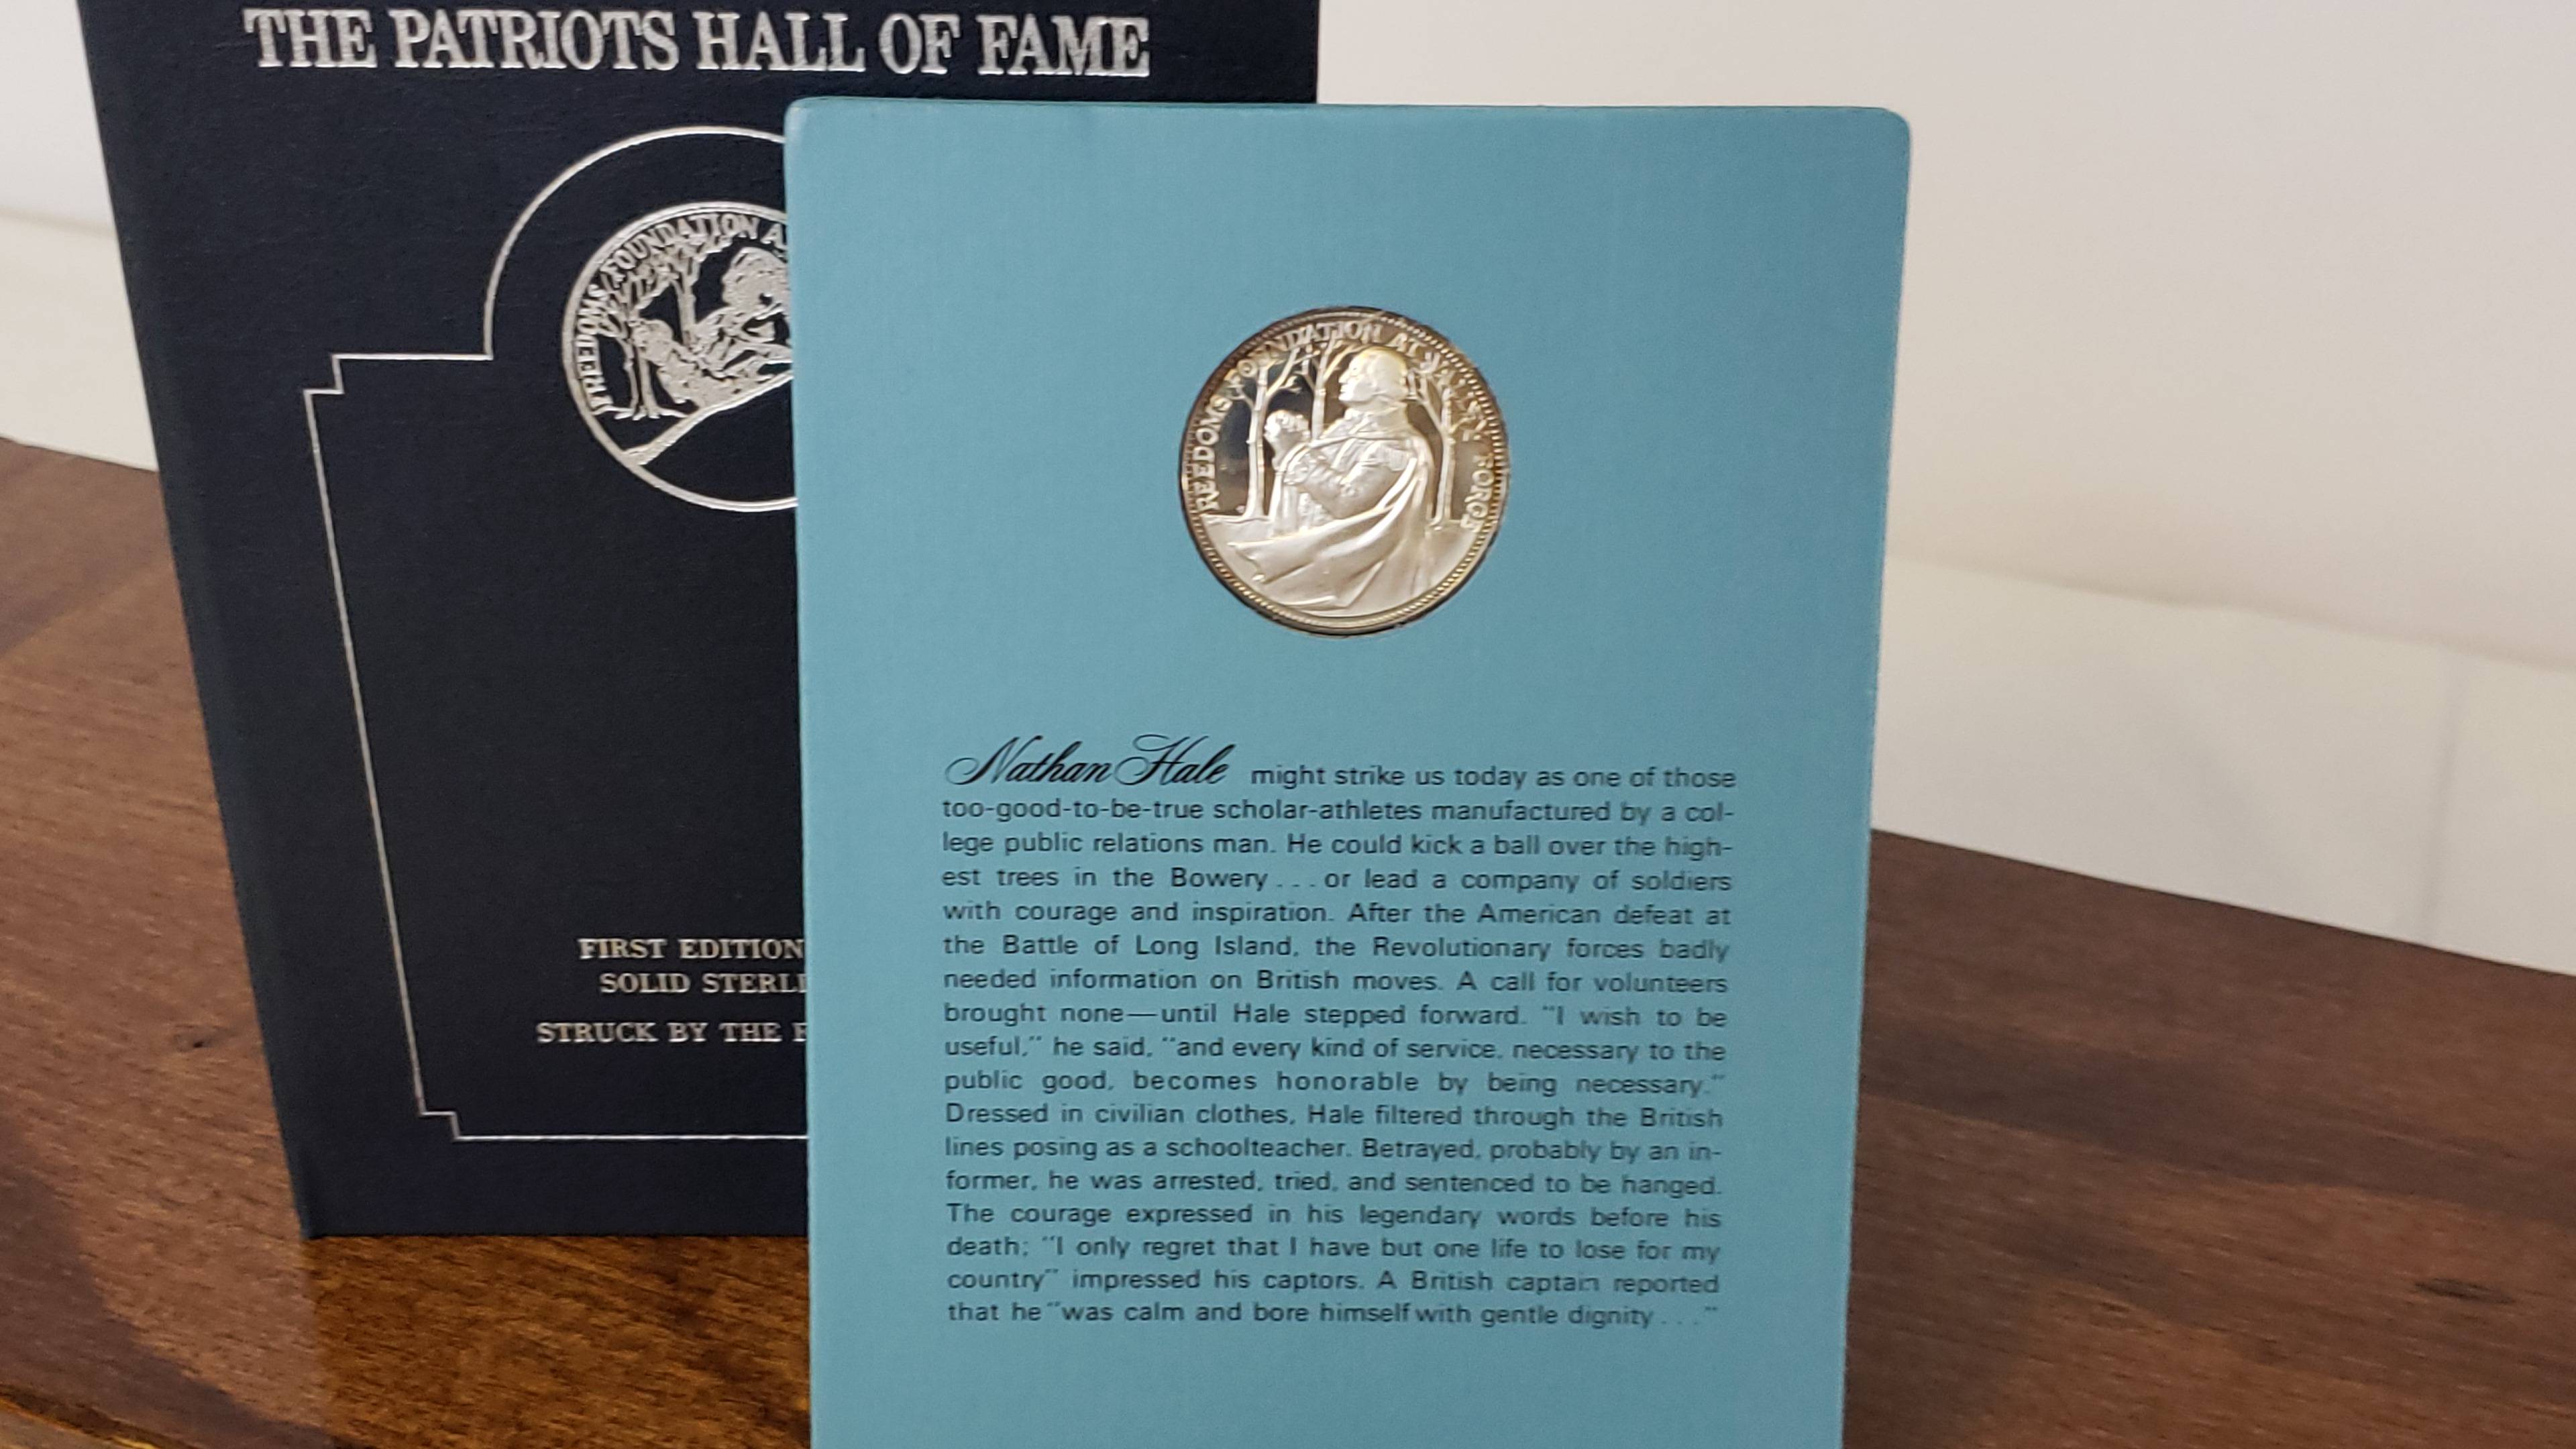 THE PATRIOTS HALL OF FAME
FREEDOMS FOUNDATION A
FIRST EDITION
SOLID STERLI
STRUCK BY THE F
FREEDOMS FOUNDATION AT VALLEY FORGE
Nathan Hale might strike us today as one of those
too-good-to-be-true scholar-athletes manufactured by a col-
lege public relations man. He could kick a ball over the high-
est trees in the Bowery . . . or lead a company of soldiers
with courage and inspiration. After the American defeat at
the Battle of Long Island, the Revolutionary forces badly
needed information on British moves. A call for volunteers
brought none—until Hale stepped forward. "I wish to be
useful," he said, "and every kind of service, necessary to the
public good, becomes honorable by being necessary."
Dressed in civilian clothes, Hale filtered through the British
lines posing as a schoolteacher. Betrayed, probably by an in-
former, he was arrested, tried, and sentenced to be hanged.
The courage expressed in his legendary words before his
death; "I only regret that I have but one life to lose for my
country" impressed his captors. A British captain reported
that he "was calm and bore himself with gentle dignity . . ."